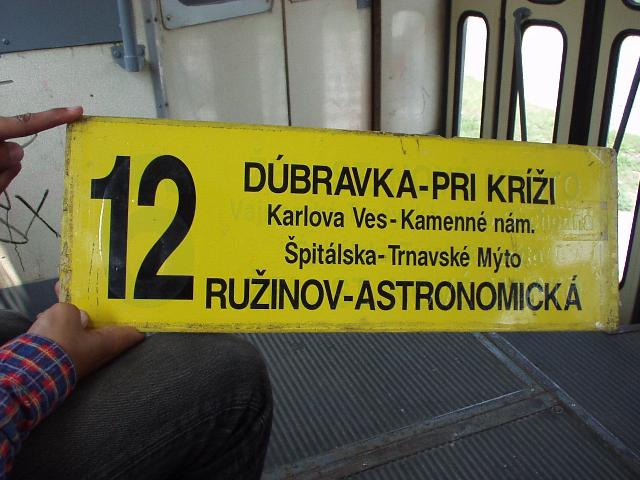 12
DÚBRAVKA-PRI KRÍŽI
Karlova Ves-Kamenné nám.
Špitálska-Trnavské Mýto
RUŽINOV-ASTRONOMICKÁ